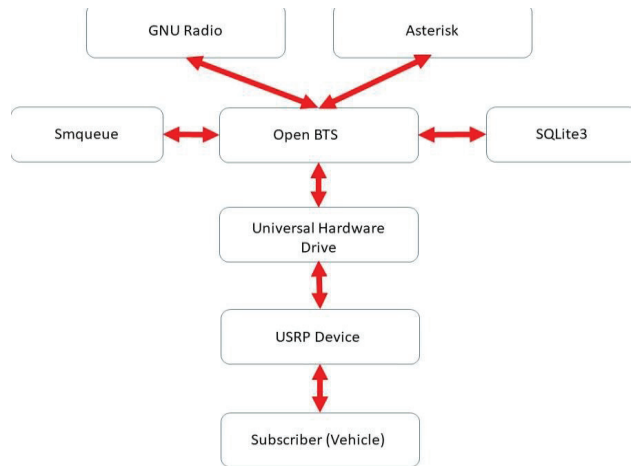 GNU Radio
Asterisk
Smqueue
Open BTS
SQLite3
Universal Hardware
Drive
USRP Device
Subscriber (Vehicle)